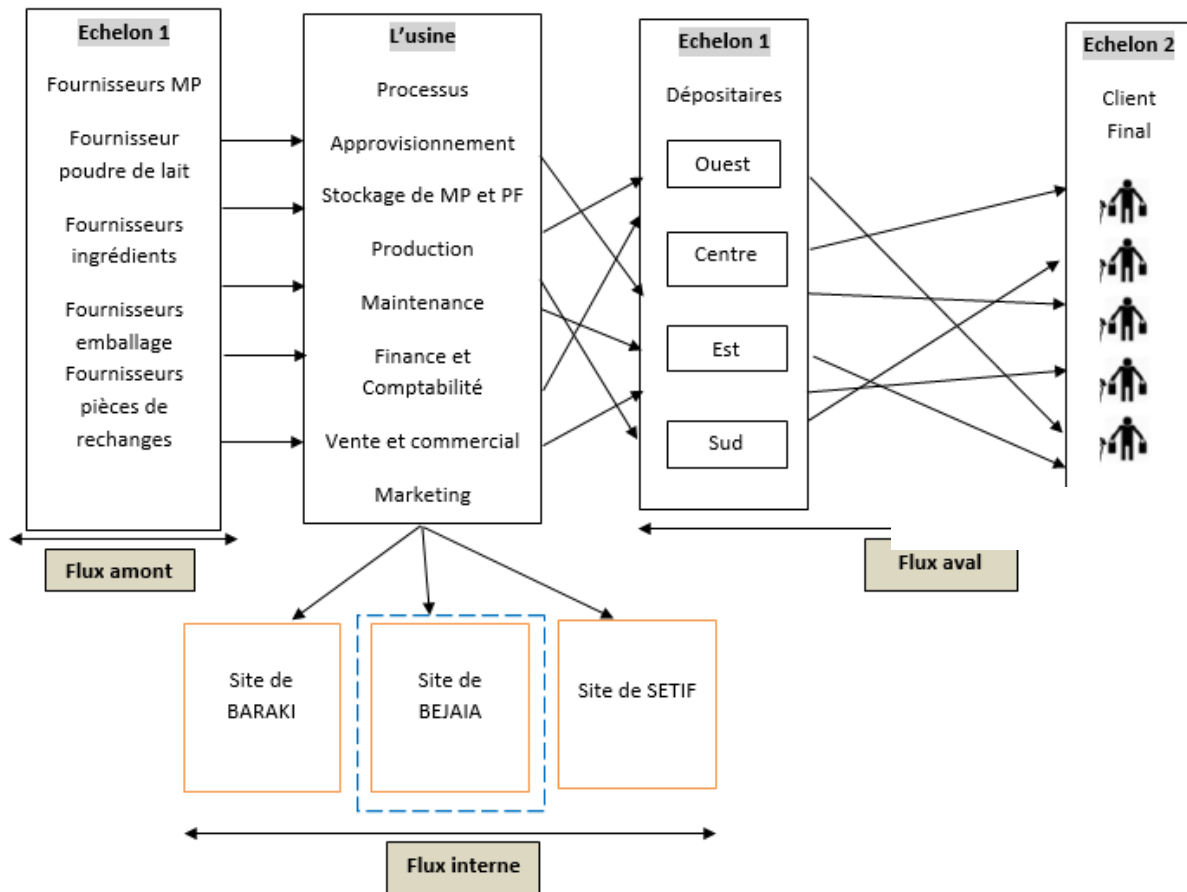 Echelon 1
Fournisseurs MP
Fournisseur
poudre de lait
Fournisseurs
ingrédients
Fournisseurs
emballage
Fournisseurs
pièces de
rechanges
L’usine
Processus
Approvisionnement
Stockage de MP et PF
Production
Maintenance
Finance et
Comptabilité
Vente et commercial
Marketing
Echelon 1
Dépositaires
Ouest
Centre
Est
Sud
Echelon 2
Client
Final
Flux amont
Flux aval
Site de
BARAKI
Site de
BEJAIA
Site de SETIF
Flux interne